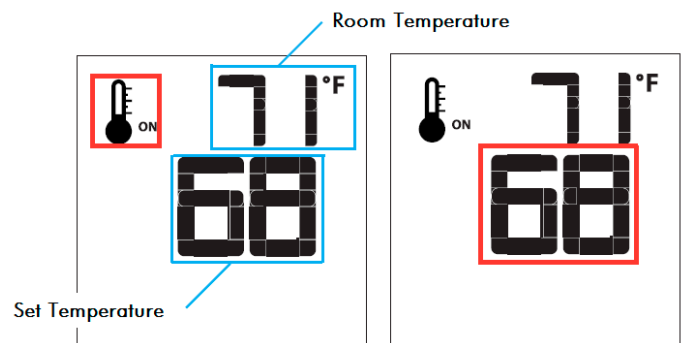 Room Temperature
71 °F
ON
68
Set Temperature
71 °F
ON
68